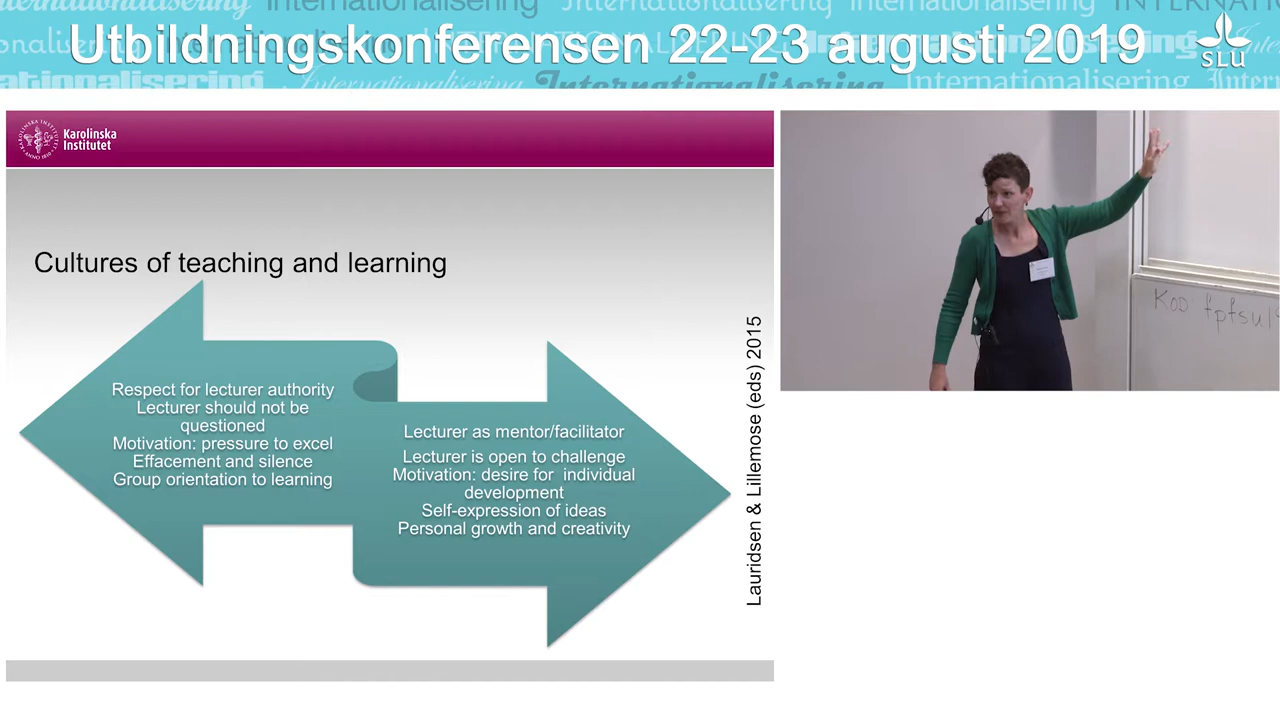 Utbildningskonferensen 22-23 augusti 2019
SLU
Karolinska
Institutet
Cultures of teaching and learning
Respect for lecturer authority
Lecturer should not be
questioned
Motivation: pressure to excel
Effacement and silence
Group orientation to learning
Lecturer as mentor/facilitator
Lecturer is open to challenge
Motivation: desire for individual
development
Self-expression of ideas
Personal growth and creativity
Lauridsen & Lillemose (eds) 2015
Internationalisering
Kod